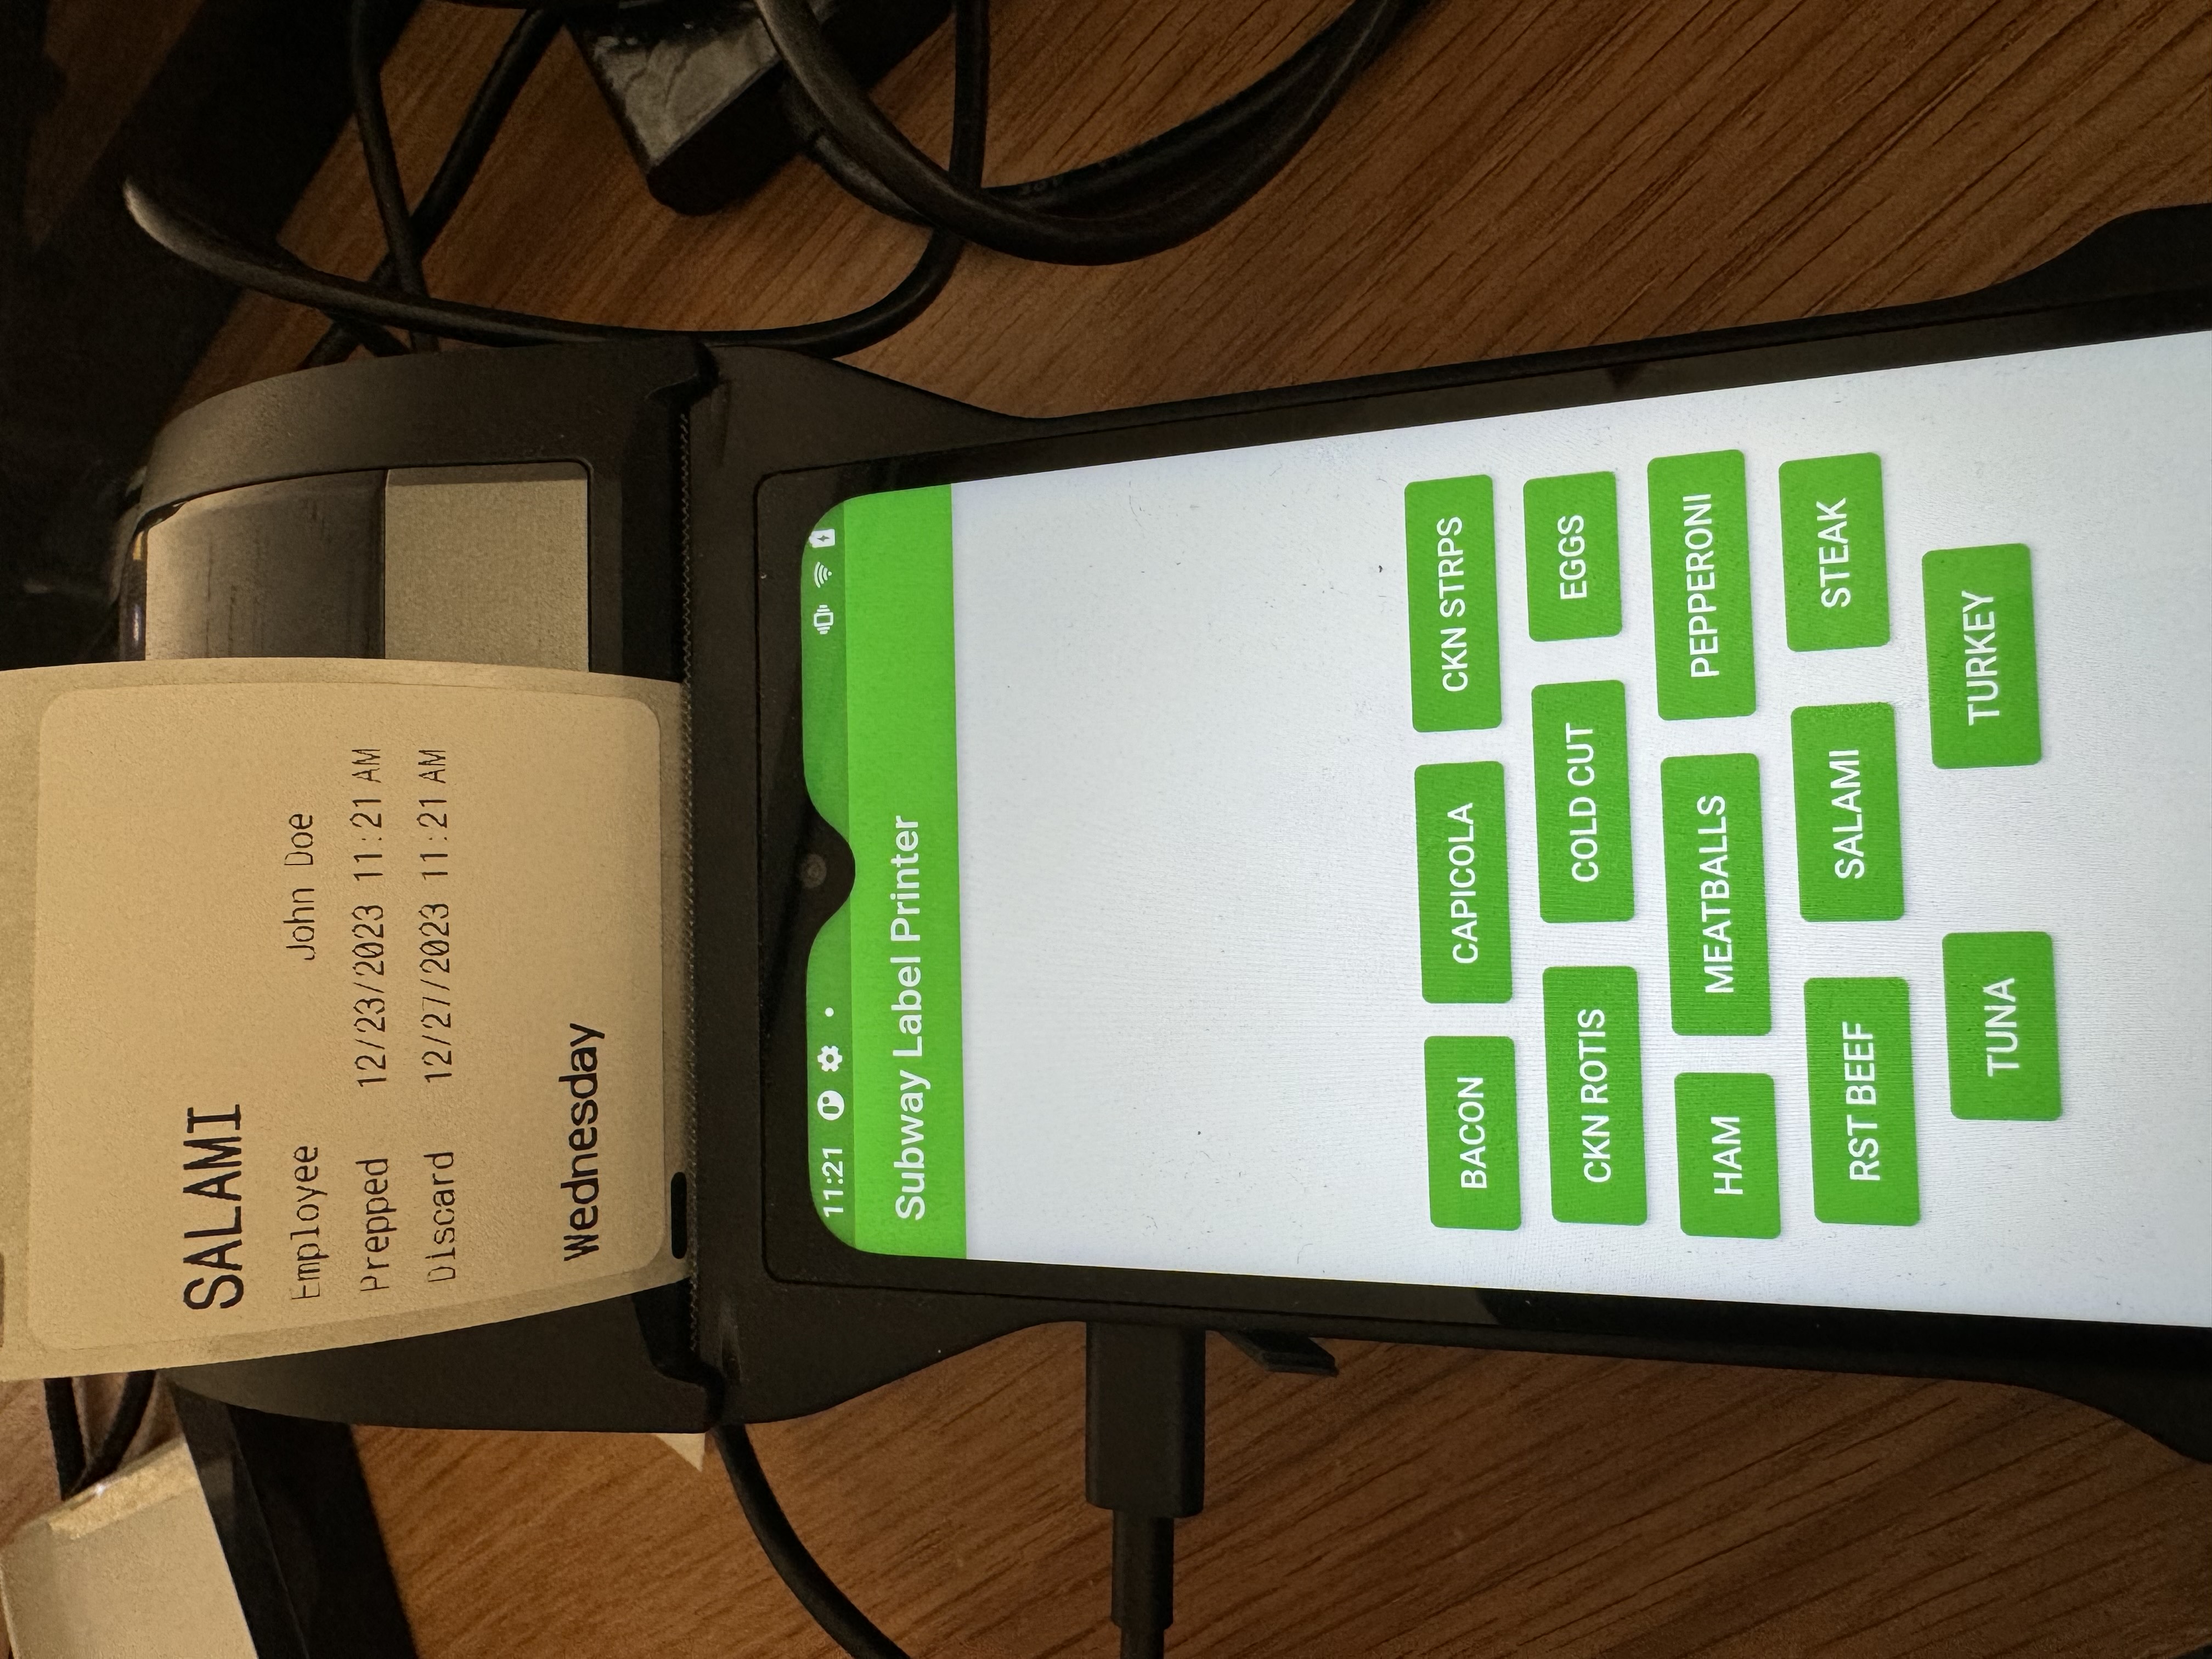 SALAMI
Employee John Doe
Prepped 12/23/2023 11:21 AM
Discard 12/27/2023 11:21 AM
Wednesday
11:21
Subway Label Printer
BACON CAPICOLA CKN STRPS
CKN ROTIS COLD CUT EGGS
HAM MEATBALLS PEPPERONI
RST BEEF SALAMI STEAK
TUNA TURKEY